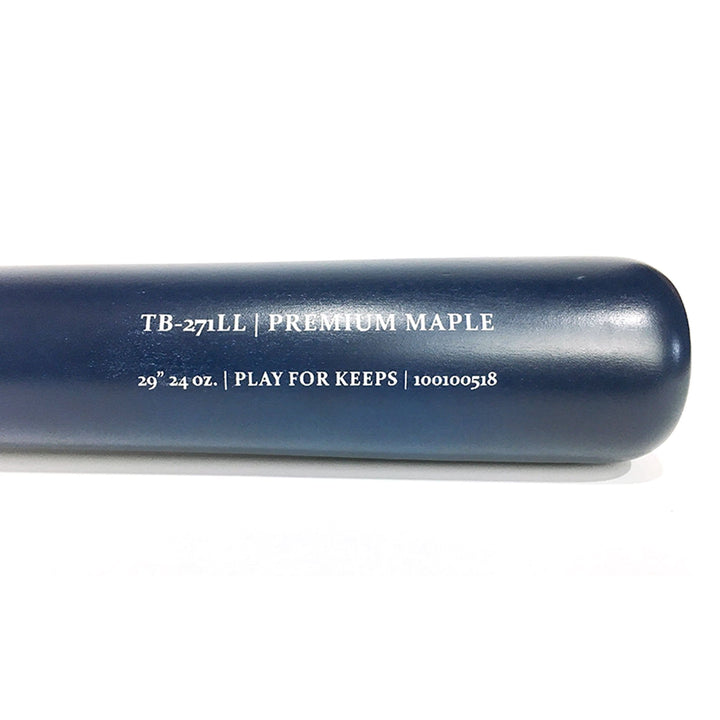 TB-271LL | PREMIUM MAPLE
29” 24 oz. | PLAY FOR KEEPS | 100100518